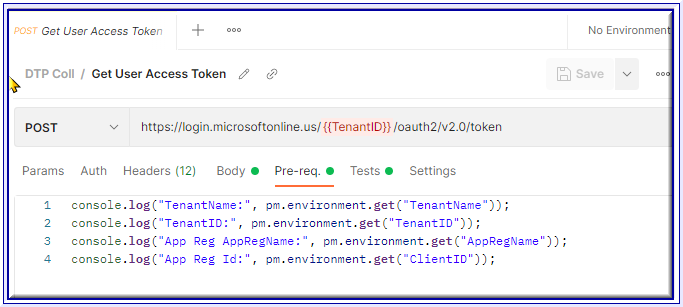 POST Get User Access Token
No Environment
DTP Coll / Get User Access Token
Save
POST
https://login.microsoftonline.us/{{TenantID}}/oauth2/v2.0/token
Params Auth Headers (12) Body Pre-req. Tests Settings
1 console.log("TenantName:", pm.environment.get("TenantName"));
2 console.log("TenantID:", pm.environment.get("TenantID"));
3 console.log("App Reg AppRegName:", pm.environment.get("AppRegName"));
4 console.log("App Reg Id:", pm.environment.get("ClientID"));